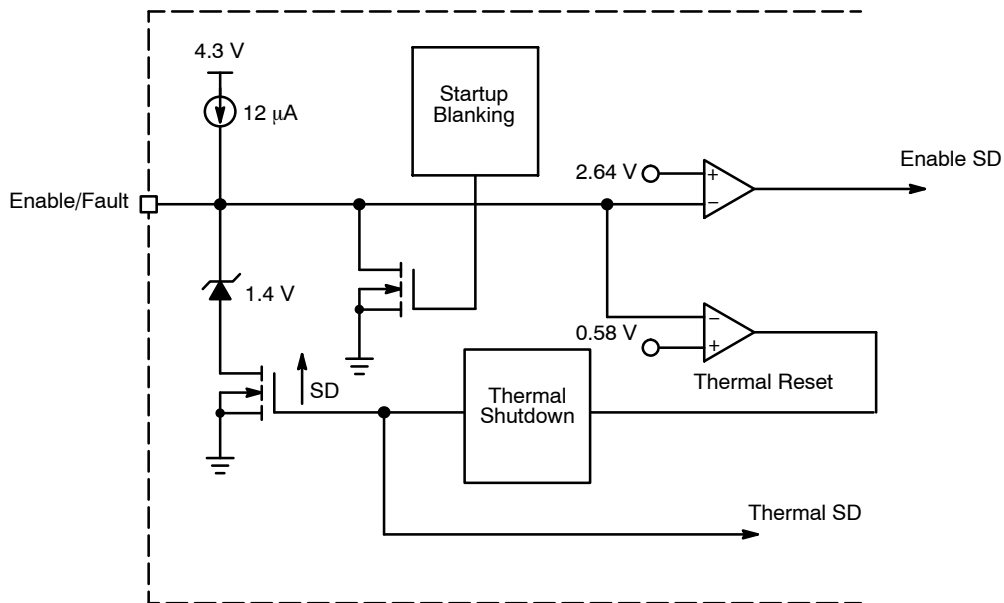 4.3 V
12 μA
Startup
Blanking
Enable/Fault
2.64 V
+
−
Enable SD
1.4 V
−
0.58 V
+
Thermal Reset
SD
Thermal
Shutdown
Thermal SD